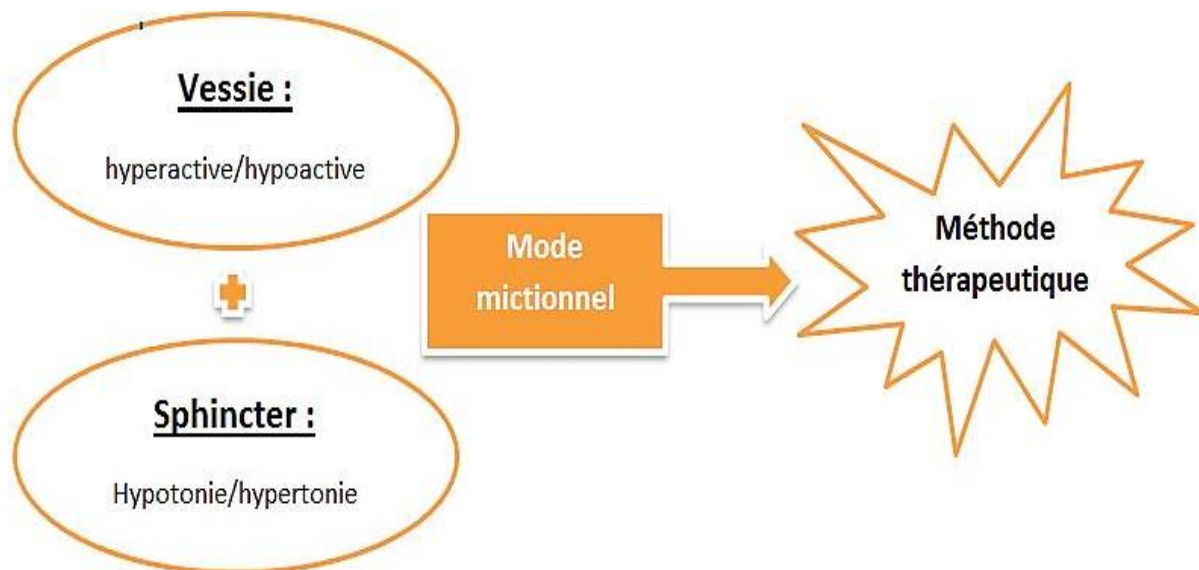 Vessie :
hyperactive/hypoactive
Sphincter :
Hypotonie/hypertonie
Mode
mictionnel
Méthode
thérapeutique